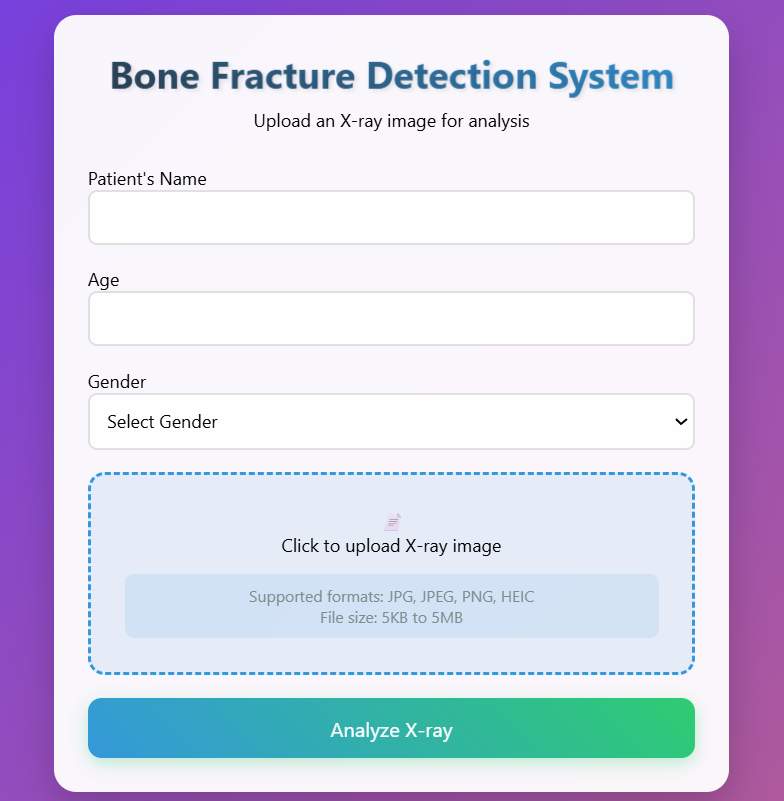 Bone Fracture Detection System
Upload an X-ray image for analysis
Patient's Name
Age
Gender
Select Gender
Click to upload X-ray image
Supported formats: JPG, JPEG, PNG, HEIC
File size: 5KB to 5MB
Analyze X-ray